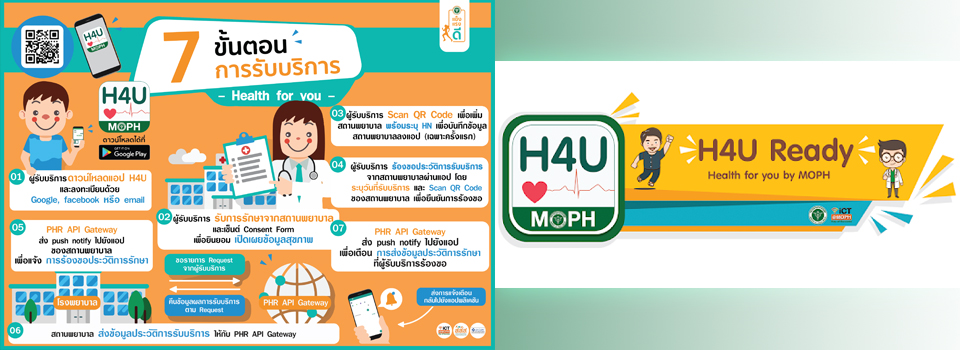 H4U
MOPH
7 ขั้นตอน
การรับบริการ
- Health for you -
H4U
MOPH
ดาวน์โหลดได้ที่
GET IT ON
Google Play
01 ผู้รับบริการดาวน์โหลดแอป H4U
และลงทะเบียนด้วย
Google, facebook หรือ email
02 ผู้รับบริการ รับการรักษาจากสถานพยาบาล
และเซ็นต์ Consent Form
เพื่อยินยอม เปิดเผยข้อมูลสุขภาพ
03 ผู้รับบริการ Scan QR Code เพื่อเพิ่ม
สถานพยาบาล พร้อมระบุ HN เพื่อบันทึกข้อมูล
สถานพยาบาลลงแอป (เฉพาะครั้งแรก)
04 ผู้รับบริการ ร้องขอประวัติการรับบริการ
จากสถานพยาบาลผ่านแอป โดย
ระบุวันที่รับบริการ และ Scan QR Code
ของสถานพยาบาล เพื่อยืนยันการร้องขอ
05 PHR API Gateway
ส่ง push notify ไปยังแอป
ของสถานพยาบาล
เพื่อแจ้ง การร้องขอประวัติการรักษา
07 PHR API Gateway
ส่ง push notify ไปยังแอป
เพื่อเตือน การส่งข้อมูลประวัติการรักษา
ที่ผู้รับบริการร้องขอ
ขอรายการ Request
จากผู้รับบริการ
โรงพยาบาล
คืนข้อมูลผลการรับบริการ
ตาม Request
PHR API Gateway
ส่งการแจ้งเตือน
กลับไปยังแอปพลิเคชั่น
06 สถานพยาบาล ส่งข้อมูลประวัติการรับบริการ ให้กับ PHR API Gateway
H4U
MOPH
H4U Ready
Health for you by MOPH
ICT